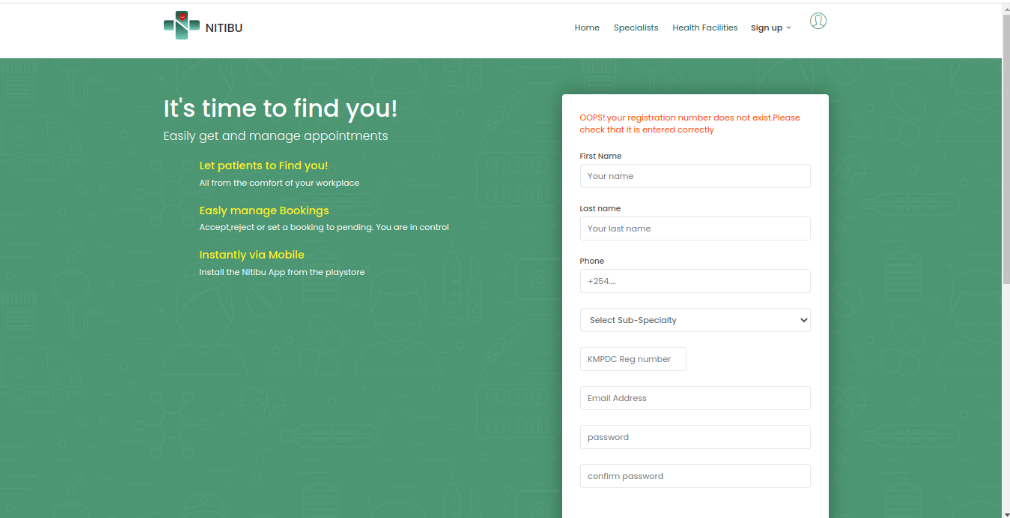 NITIBU
Home Specialists Health Facilities Sign up
It's time to find you!
Easily get and manage appointments
Let patients to Find you!
All from the comfort of your workplace
Easly manage Bookings
Accept,reject or set a booking to pending. You are in control
Instantly via Mobile
Install the Nitibu App from the playstore
OOPS!.your registration number does not exist.Please
check that it is entered correctly
First Name
Your name
Last name
Your last name
Phone
+254....
Select Sub-Specialty
KMPDC Reg number
Email Address
password
confirm password